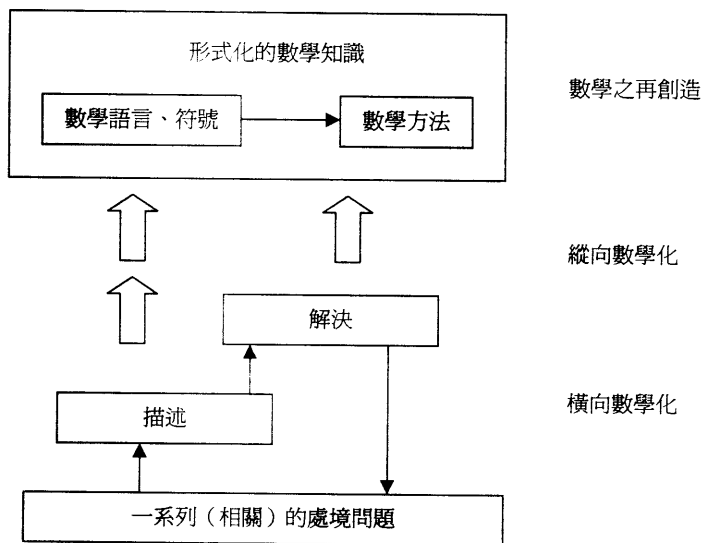 形式化的數學知識
數學之再創造
數學語言、符號
數學方法
縱向數學化
解決
橫向數學化
描述
一系列（相關）的處境問題